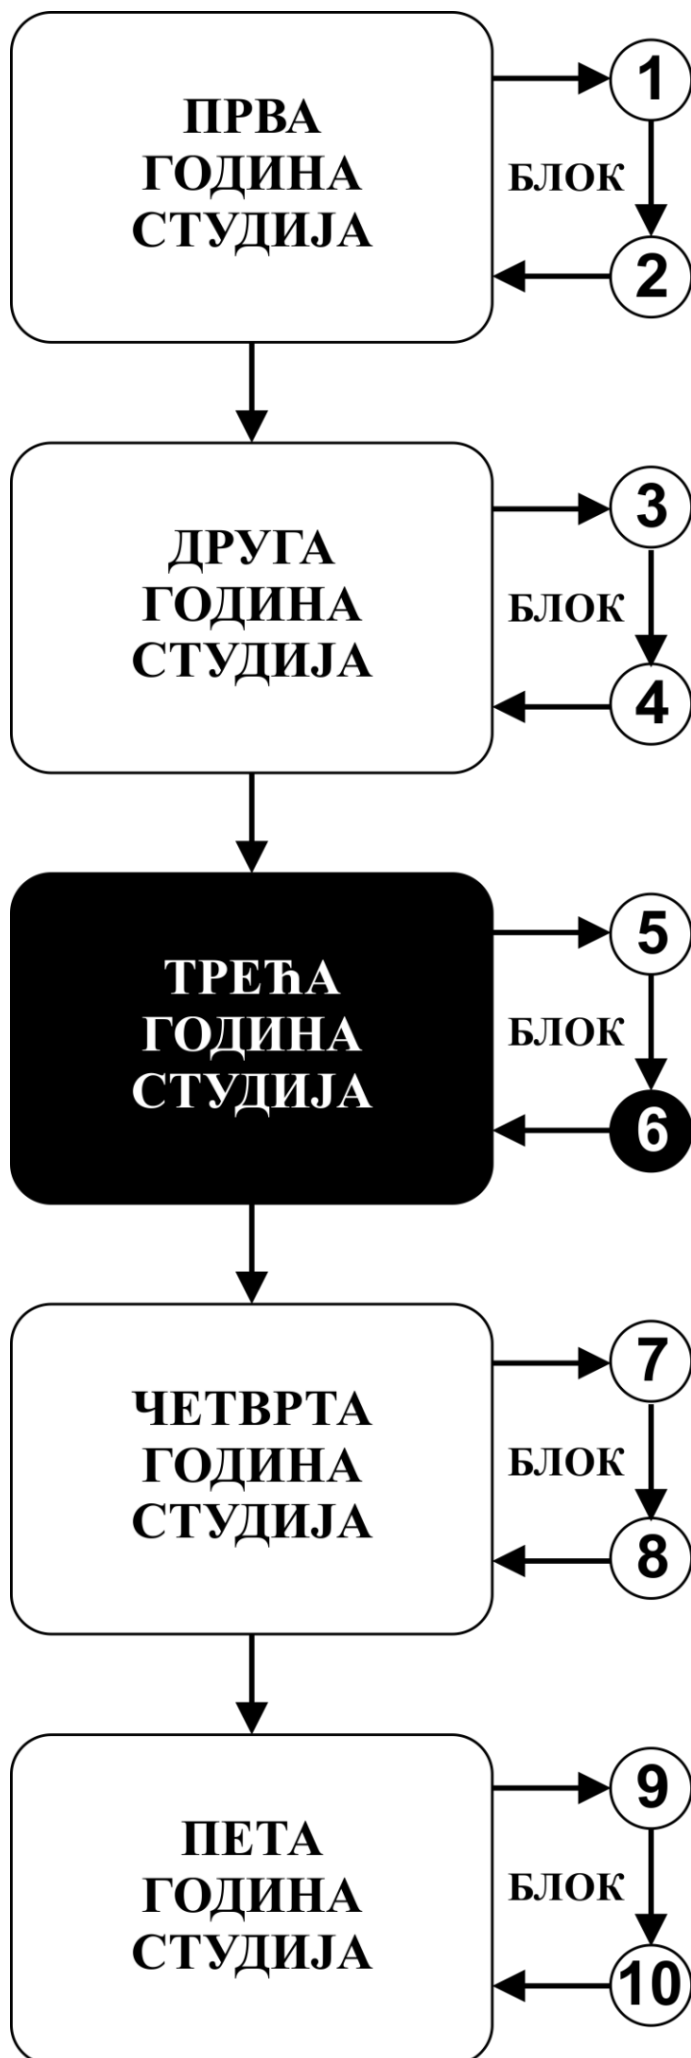 ПРВА
ГОДИНА
СТУДИЈА
1
БЛОК
2
ДРУГА
ГОДИНА
СТУДИЈА
3
БЛОК
4
ТРЕЋА
ГОДИНА
СТУДИЈА
5
БЛОК
6
ЧЕТВРТА
ГОДИНА
СТУДИЈА
7
БЛОК
8
ПЕТА
ГОДИНА
СТУДИЈА
9
БЛОК
10